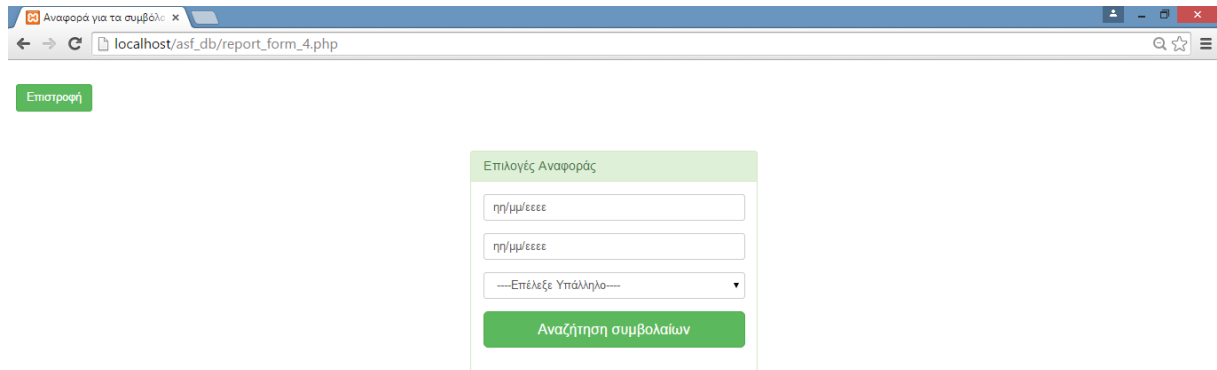 Αναφορά για τα συμβόλο
localhost/asf_db/report_form_4.php
Επιστροφή
Επιλογές Αναφοράς
ηη/μμ/εεεε
ηη/μμ/εεεε
----Επέλεξε Υπάλληλο----
Αναζήτηση συμβολαίων